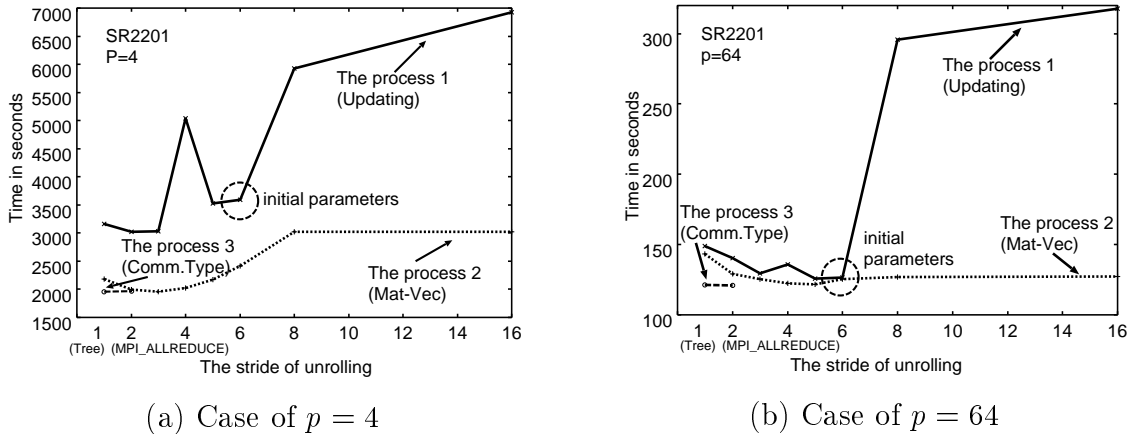 7000
6500
6000
5500
5000
4500
4000
3500
3000
2500
2000
1500
Time in seconds
SR2201
P=4
The process 1
(Updating)
initial parameters
The process 3
(Comm.Type)
The process 2
(Mat-Vec)
1 2 4 6 8 10 12 14 16
(Tree) (MPI_ALLREDUCE)
The stride of unrolling
(a) Case of p = 4
300
250
200
150
100
Time in seconds
SR2201
p=64
The process 1
(Updating)
The process 3
(Comm.Type)
initial
parameters
The process 2
(Mat-Vec)
1 2 4 6 8 10 12 14 16
(Tree) (MPI_ALLREDUCE)
The stride of unrolling
(b) Case of p = 64